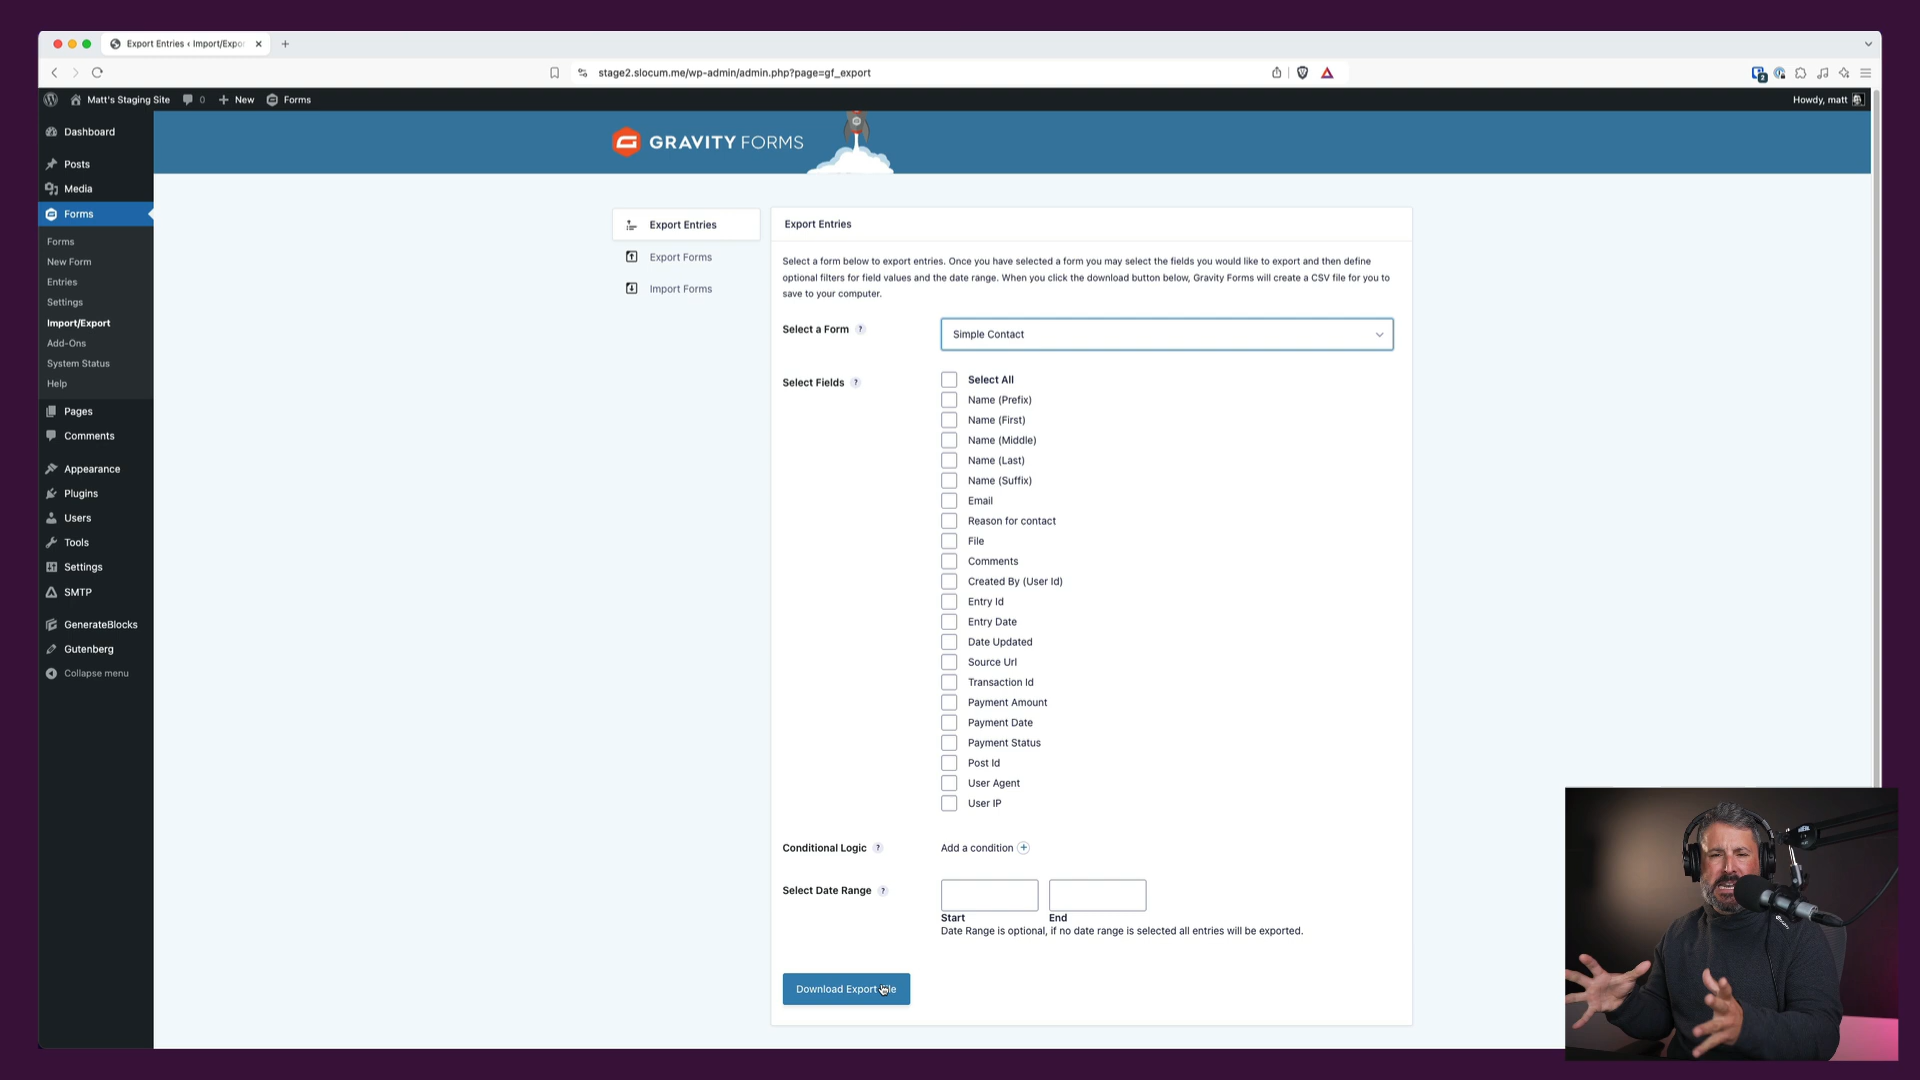 Export Entries ‹ Import/Expor
stage2.slocum.me/wp-admin/admin.php?page=gf_export
Matt's Staging Site
0
New
Forms
Howdy, matt
Dashboard
Posts
Media
Forms
Forms
New Form
Entries
Settings
Import/Export
Add-Ons
System Status
Help
Pages
Comments
Appearance
Plugins
Users
Tools
Settings
SMTP
GenerateBlocks
Gutenberg
Collapse menu
GRAVITY FORMS
Export Entries
Export Forms
Import Forms
Export Entries
Select a form below to export entries. Once you have selected a form you may select the fields you would like to export and then define
optional filters for field values and the date range. When you click the download button below, Gravity Forms will create a CSV file for you to
save to your computer.
Select a Form ?
Simple Contact
Select Fields ?
Select All
Name (Prefix)
Name (First)
Name (Middle)
Name (Last)
Name (Suffix)
Email
Reason for contact
File
Comments
Created By (User Id)
Entry Id
Entry Date
Date Updated
Source Url
Transaction Id
Payment Amount
Payment Date
Payment Status
Post Id
User Agent
User IP
Conditional Logic ?
Add a condition
Select Date Range ?
Start
End
Date Range is optional, if no date range is selected all entries will be exported.
Download Export